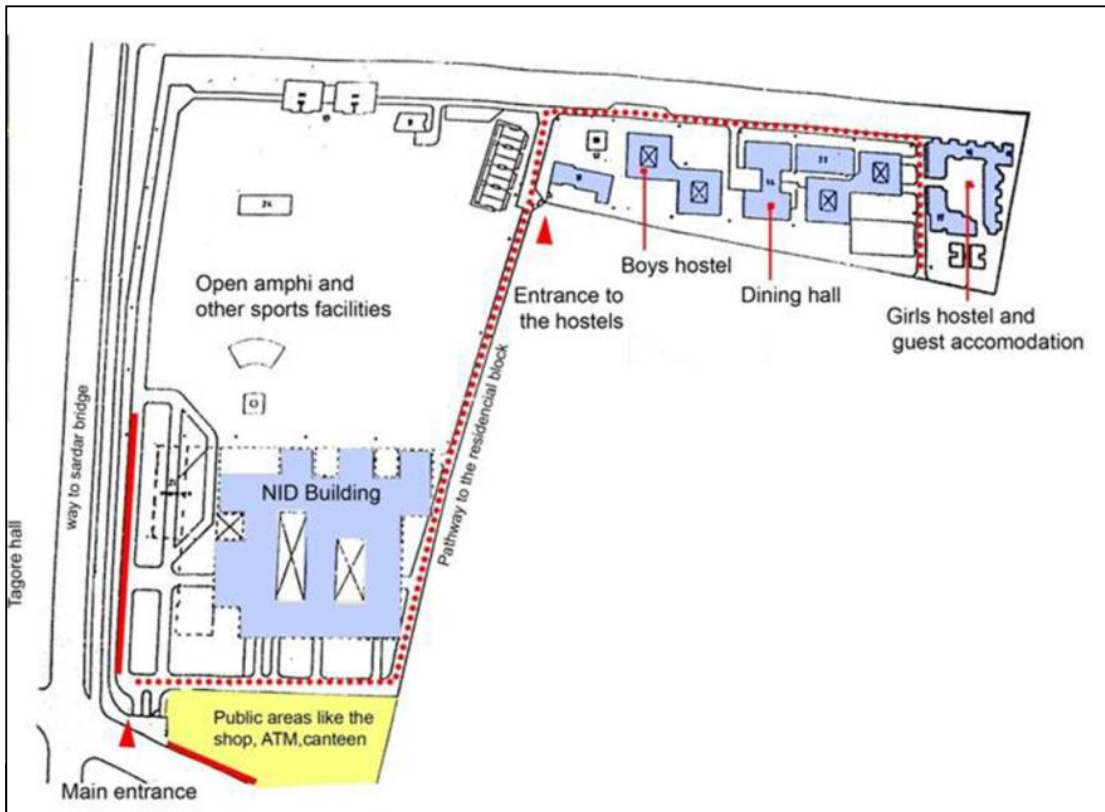 24
Boys hostel
Dining hall
Entrance to
the hostels
Girls hostel and
guest accomodation
Open amphi and
other sports facilities
way to sardar bridge
Pathway to the residencial block
Tagore hall
NID Building
Public areas like the
shop, ATM,canteen
Main entrance